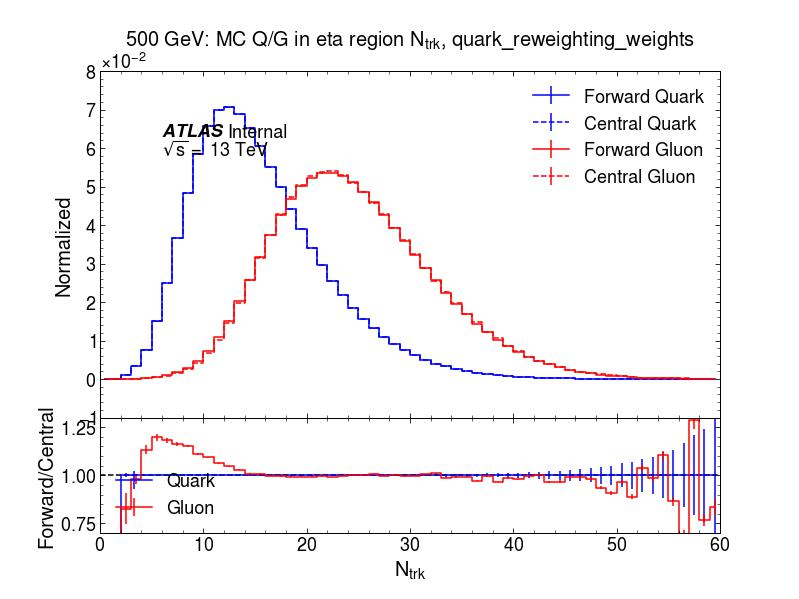 500 GeV: MC Q/G in eta region Ntrk, quark_reweighting_weights
×10−2
8
7
6
5
4
3
2
1
0
−1
Normalized
ATLAS Internal
√s = 13 TeV
Forward Quark
Central Quark
Forward Gluon
Central Gluon
1.25
1.00
0.75
Forward/Central
Quark
Gluon
0 10 20 30 40 50 60
Ntrk